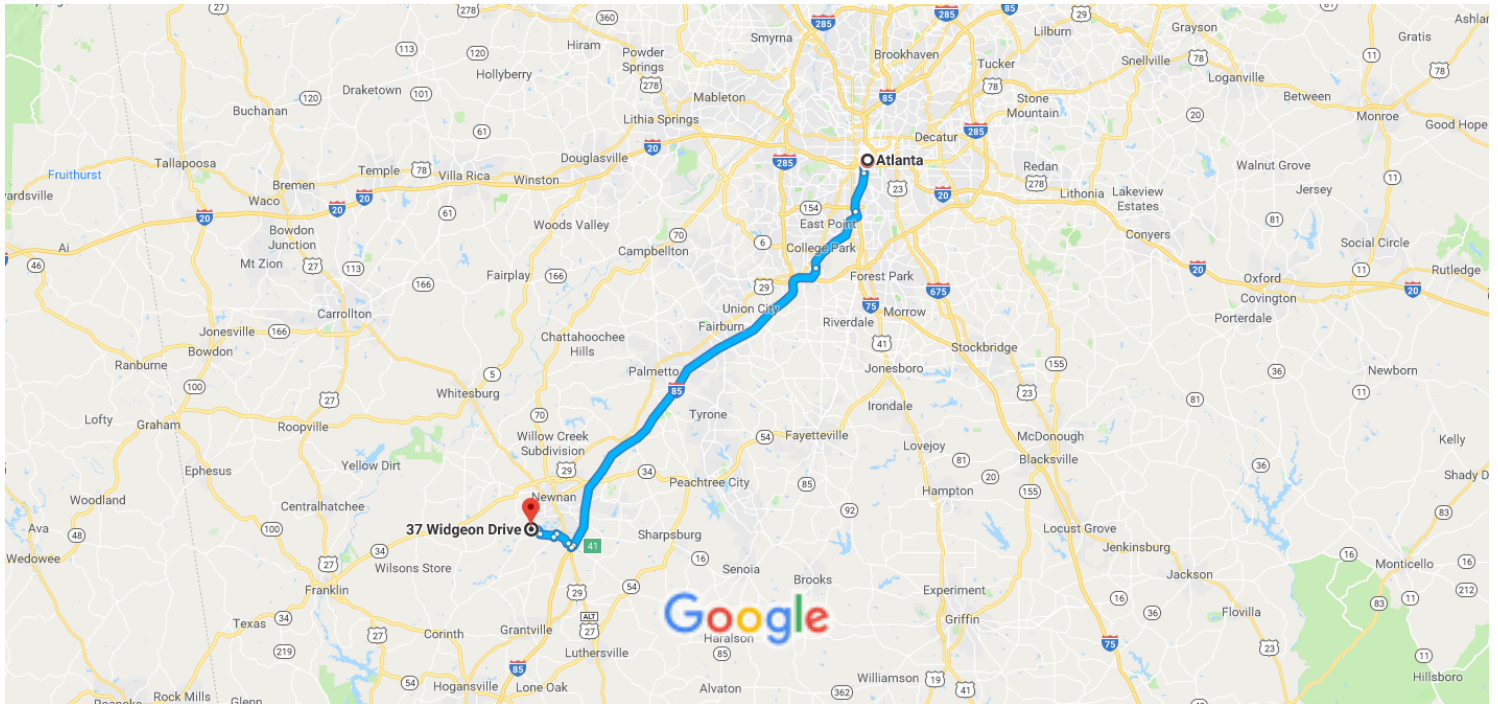 278
360
Hiram
Powder
Springs
Smyrna
285
Brookhaven
85
29
Lilburn
Grayson
81
Ashla
11
Gratis
113
120
Hollyberry
278
Tucker
78
Snellville
78
Loganville
78
Draketown
101
Mableton
85
Stone
Mountain
20
Between
Buchanan
120
Lithia Springs
Decatur
285
Monroe
61
Good Hope
Tallapoosa
Douglasville
20
285
Atlanta
Redan
Walnut Grove
Fruithurst
Temple
78
Villa Rica
Winston
23
20
278
Lithonia
Lakeview
Estates
Jersey
11
yardsville
Bremen
Waco
20
20
61
154
East Point
81
Bowdon
Junction
Woods Valley
Campbellton
70
6
College Park
Conyers
Social Circle
Ai
46
Mt Zion
27
113
166
Fairplay
166
29
Forest Park
675
20
Oxford
11
Rutledge
Covington
20
Union City
75
Morrow
Porterdale
Carrollton
Jonesville
166
Chattahoochee
Hills
Fairburn
Riverdale
41
Stockbridge
Bowdon
Ranburne
Palmetto
155
Jonesboro
36
Newborn
100
27
5
Whitesburg
85
23
11
Lofty
Graham
Roopville
70
Tyrone
Irondale
81
Willow Creek
Subdivision
54
Fayetteville
Lovejoy
McDonough
Kelly
Ephesus
Yellow Dirt
29
34
81
20
Blacksville
36
Shady D
Woodland
Centralhatchee
Newnan
Peachtree City
85
Hampton
155
Ava
100
37 Widgeon Drive
Sharpsburg
92
Locust Grove
48
34
41
Jenkinsburg
Wedowee
Wilsons Store
16
Senoia
Brooks
16
Monticello
16
Franklin
27
29
54
Experiment
16
Jackson
212
ALT
27
Google
83
Texas
34
27
Corinth
Grantville
Griffin
16
Flovilla
219
Luthersville
Haralson
85
75
23
11
85
Williamson
Hillsboro
Rock Mills
Glenn
54
Hogansville
Lone Oak
Alvaton
362
19
41
83